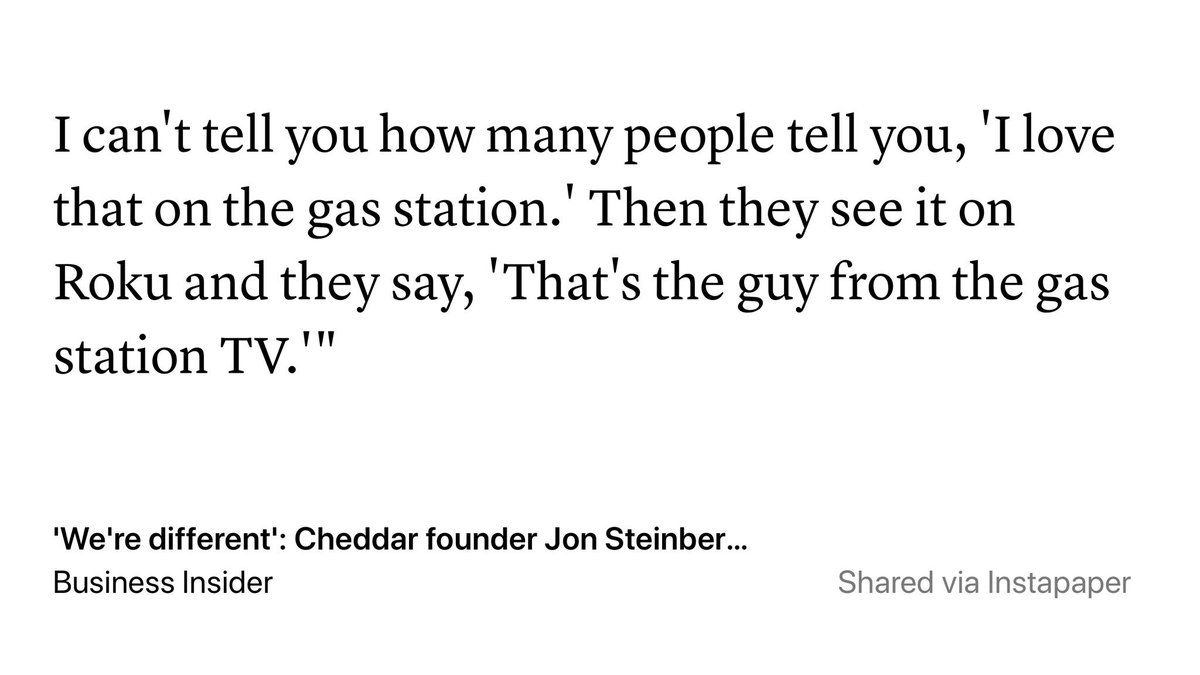 I can't tell you how many people tell you, 'I love
that on the gas station.' Then they see it on
Roku and they say, 'That's the guy from the gas
station TV.'"
'We're different': Cheddar founder Jon Steinber...
Business Insider
Shared via Instapaper